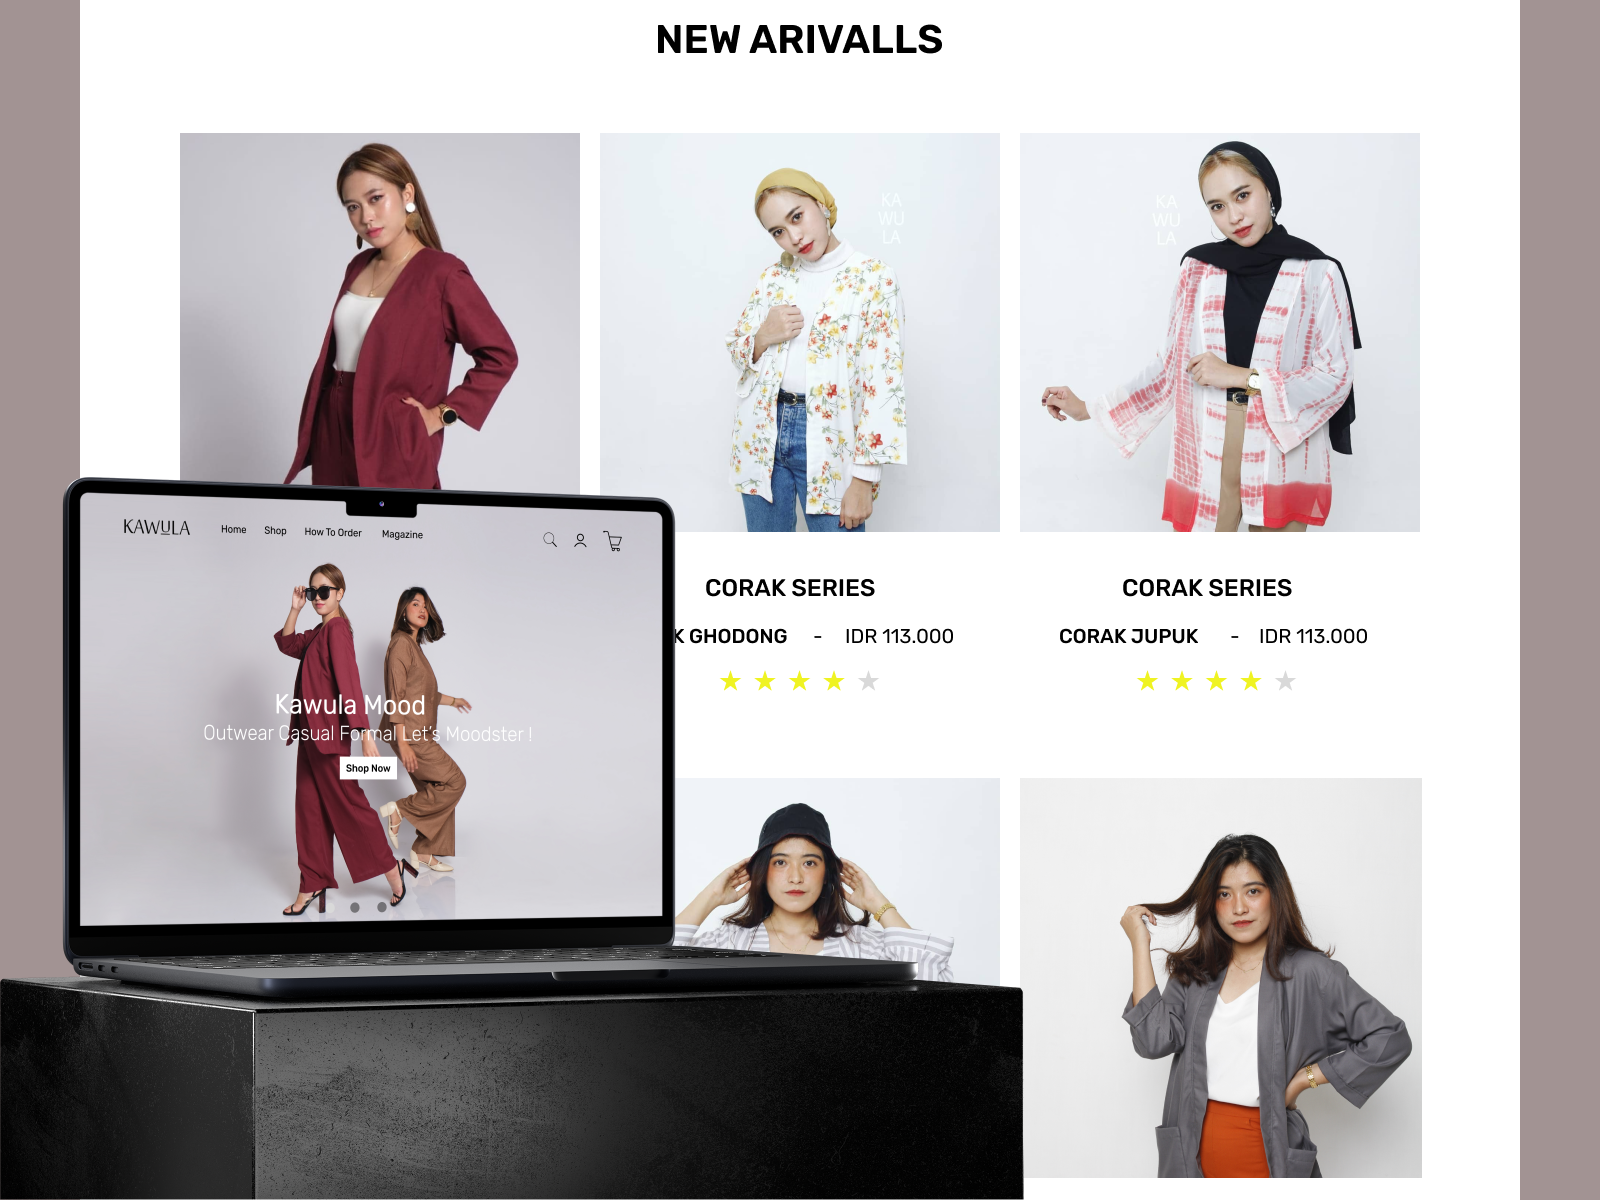 NEW ARIVALLS
KA
WU
LA
KA
WU
LA
KAWULA Home Shop How To Order Magazine
Kawula Mood
Outwear Casual Formal Let's Moodster !
Shop Now
CORAK SERIES
K GHODONG - IDR 113.000
CORAK SERIES
CORAK JUPUK - IDR 113.000